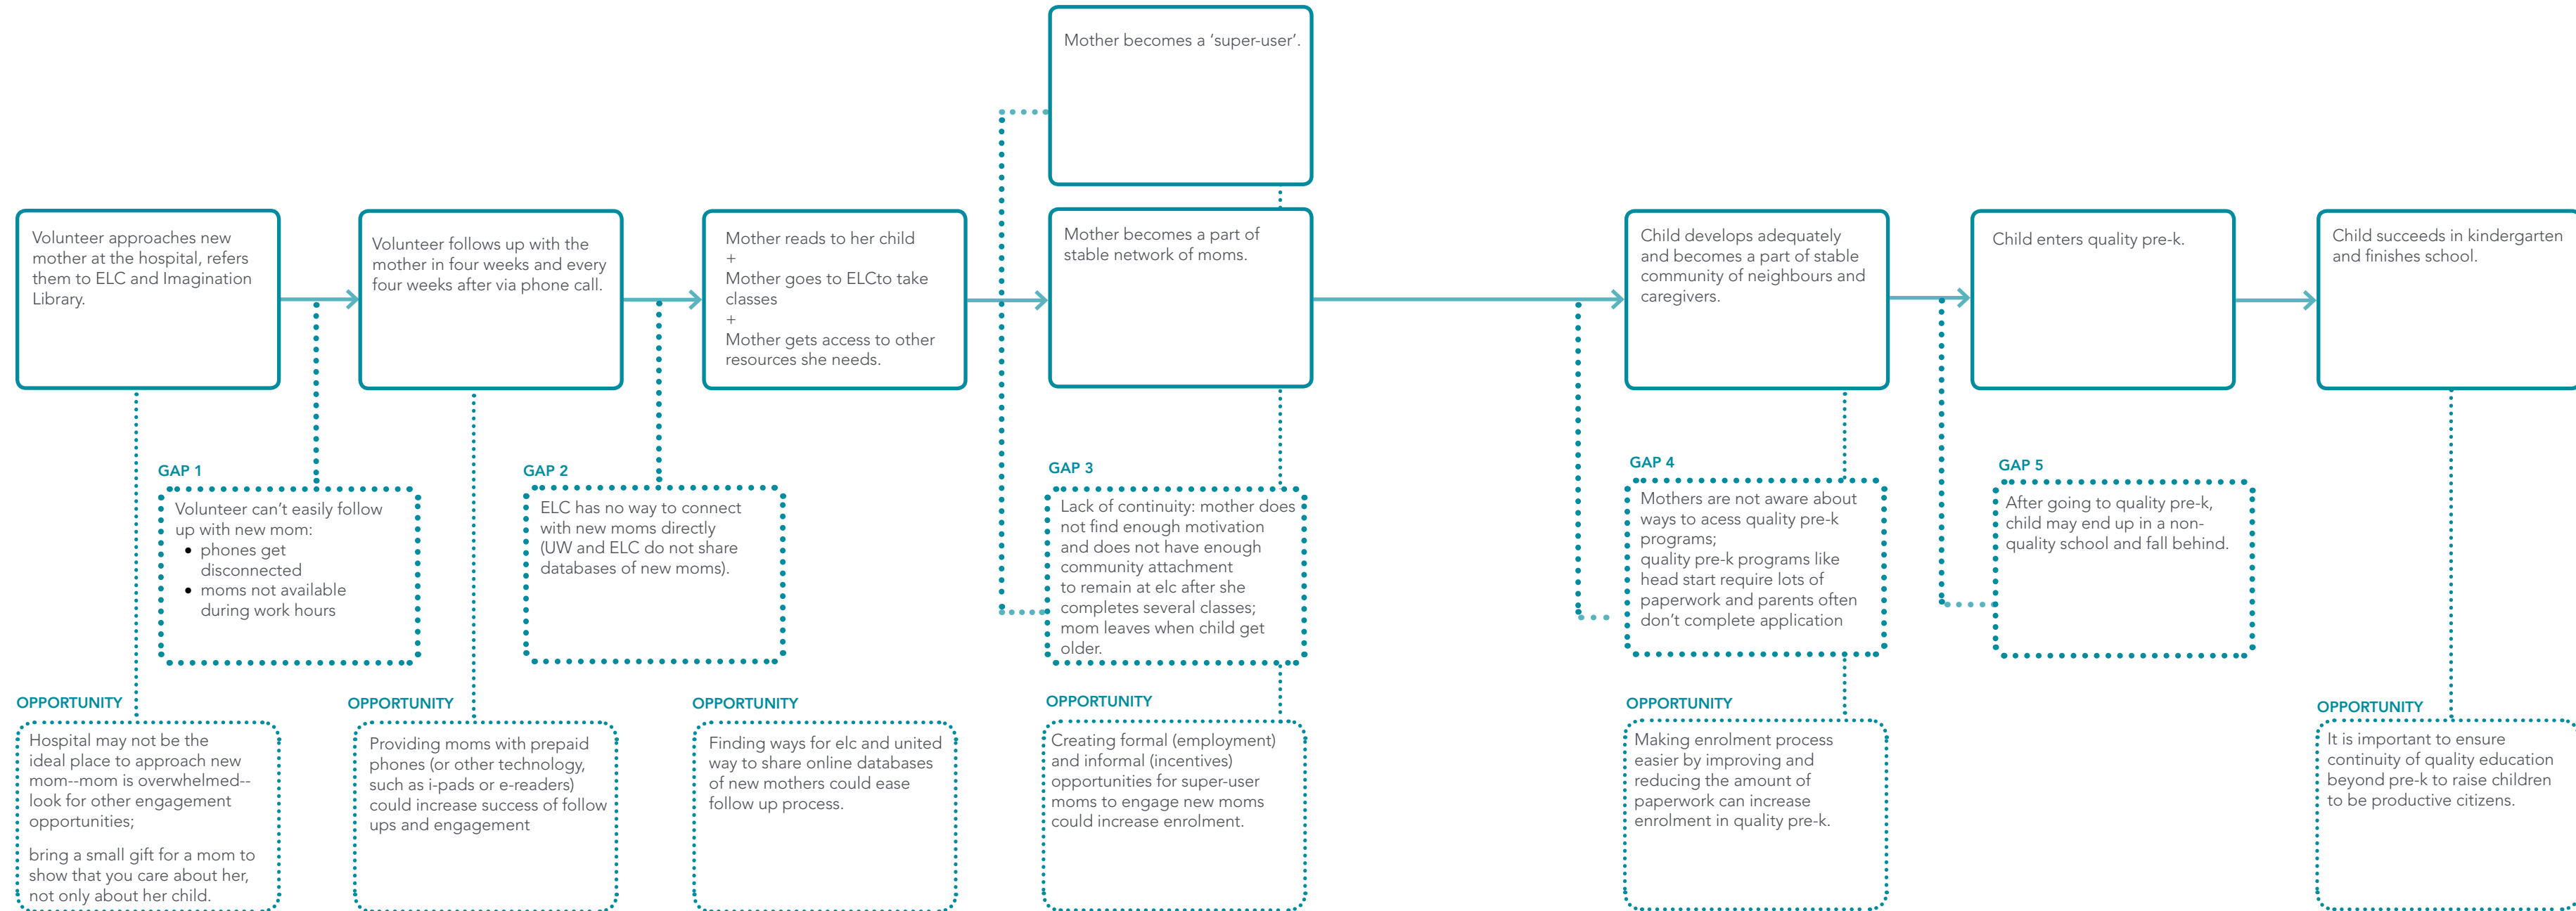 Mother becomes a ‘super-user’.
Volunteer approaches new
mother at the hospital, refers
them to ELC and Imagination
Library.
Volunteer follows up with the
mother in four weeks and every
four weeks after via phone call.
Mother reads to her child
+
Mother goes to ELCto take
classes
+
Mother gets access to other
resources she needs.
Mother becomes a part of
stable network of moms.
Child develops adequately
and becomes a part of stable
community of neighbours and
caregivers.
Child enters quality pre-k.
Child succeeds in kindergarten
and finishes school.
GAP 1
Volunteer can’t easily follow
up with new mom:
• phones get
disconnected
• moms not available
during work hours
GAP 2
ELC has no way to connect
with new moms directly
(UW and ELC do not share
databases of new moms).
GAP 3
Lack of continuity: mother does
not find enough motivation
and does not have enough
community attachment
to remain at elc after she
completes several classes;
mom leaves when child get
older.
GAP 4
Mothers are not aware about
ways to acess quality pre-k
programs;
quality pre-k programs like
head start require lots of
paperwork and parents often
don’t complete application
GAP 5
After going to quality pre-k,
child may end up in a non-
quality school and fall behind.
OPPORTUNITY
Hospital may not be the
ideal place to approach new
mom--mom is overwhelmed--
look for other engagement
opportunities;
bring a small gift for a mom to
show that you care about her,
not only about her child.
OPPORTUNITY
Providing moms with prepaid
phones (or other technology,
such as i-pads or e-readers)
could increase success of follow
ups and engagement
OPPORTUNITY
Finding ways for elc and united
way to share online databases
of new mothers could ease
follow up process.
OPPORTUNITY
Creating formal (employment)
and informal (incentives)
opportunities for super-user
moms to engage new moms
could increase enrolment.
OPPORTUNITY
Making enrolment process
easier by improving and
reducing the amount of
paperwork can increase
enrolment in quality pre-k.
OPPORTUNITY
It is important to ensure
continuity of quality education
beyond pre-k to raise children
to be productive citizens.